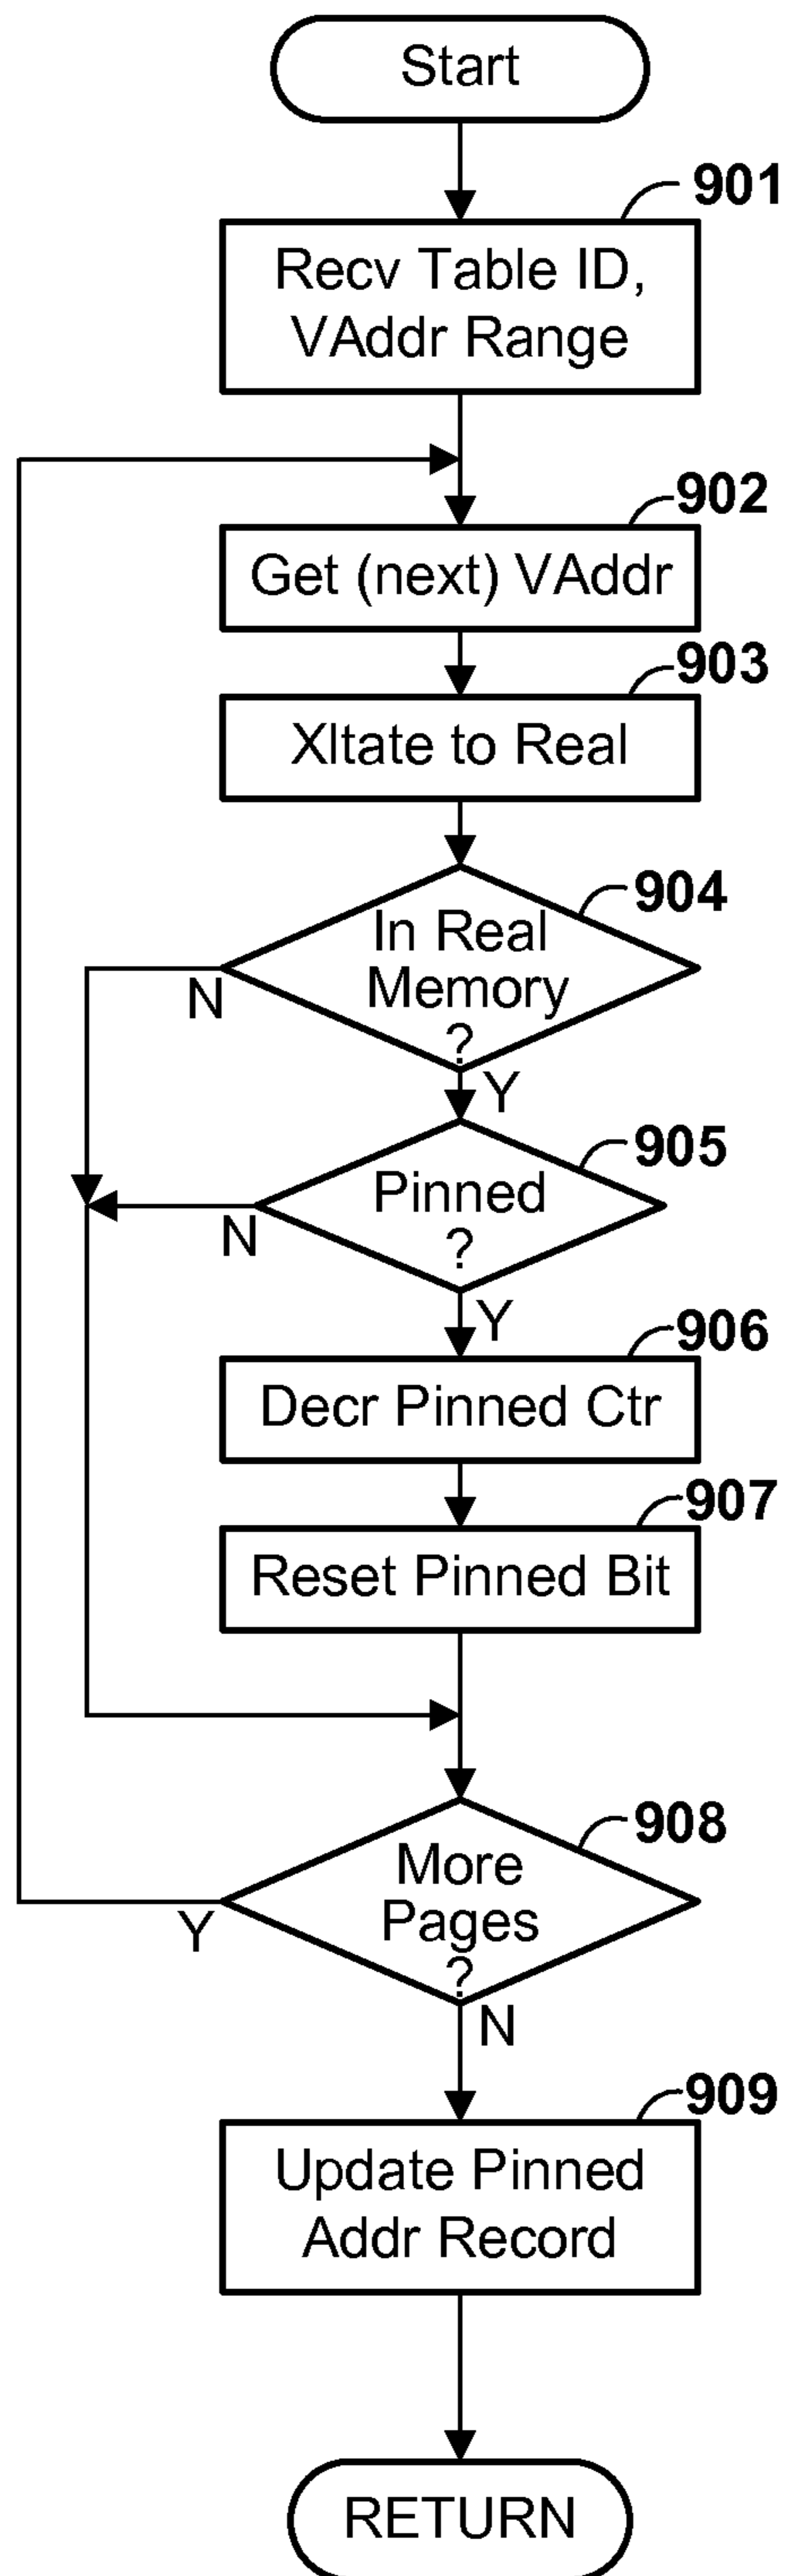 Start
901
Recv Table ID,
VAddr Range
902
Get (next) VAddr
903
Xltate to Real
904
In Real
Memory
?
N
Y
905
Pinned
?
N
Y
906
Decr Pinned Ctr
907
Reset Pinned Bit
908
More
Pages
?
Y
N
909
Update Pinned
Addr Record
RETURN